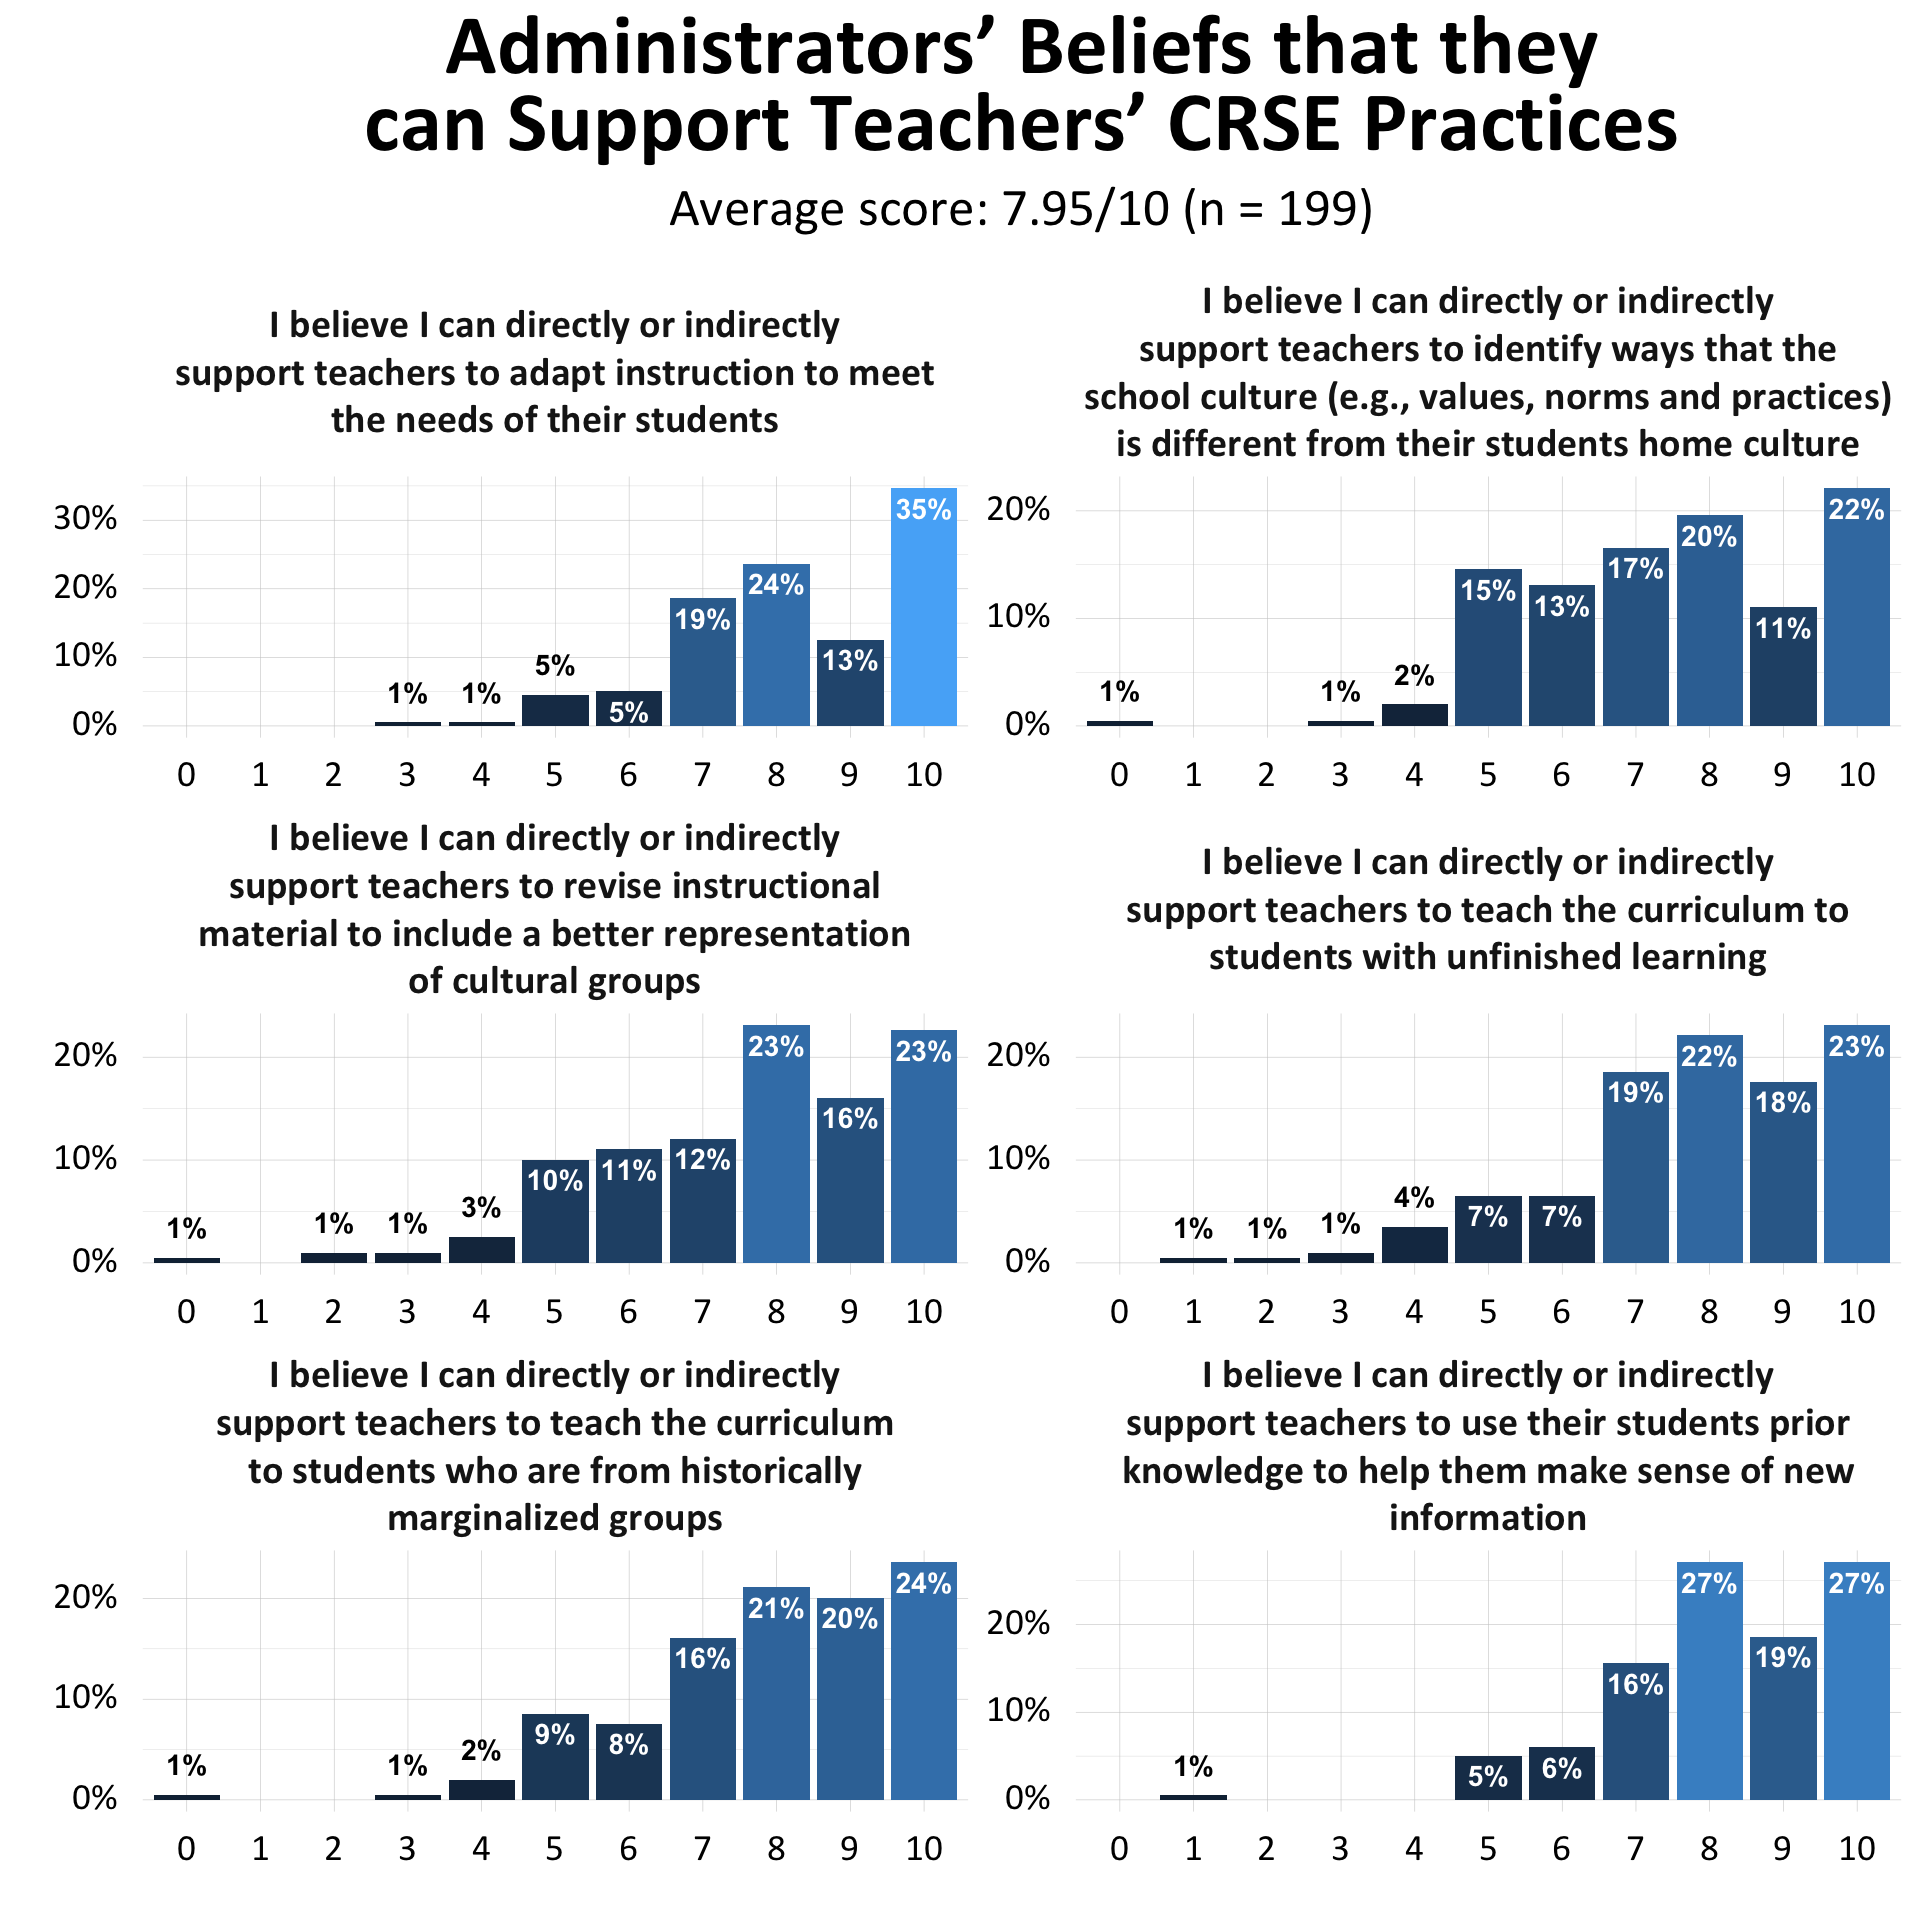 Administrators’ Beliefs that they
can Support Teachers’ CRSE Practices
Average score: 7.95/10 (n = 199)
I believe I can directly or indirectly
support teachers to adapt instruction to meet
the needs of their students
30%
20%
10%
0%
1%
1%
5%
5%
19%
24%
13%
35%
0 1 2 3 4 5 6 7 8 9 10
I believe I can directly or indirectly
support teachers to identify ways that the
school culture (e.g., values, norms and practices)
is different from their students home culture
20%
10%
0%
1%
1%
2%
15%
13%
17%
20%
11%
22%
0 1 2 3 4 5 6 7 8 9 10
I believe I can directly or indirectly
support teachers to revise instructional
material to include a better representation
of cultural groups
20%
10%
0%
1%
1%
1%
3%
10%
11%
12%
23%
16%
23%
0 1 2 3 4 5 6 7 8 9 10
I believe I can directly or indirectly
support teachers to teach the curriculum to
students with unfinished learning
20%
10%
0%
1%
1%
1%
4%
7%
7%
19%
22%
18%
23%
0 1 2 3 4 5 6 7 8 9 10
I believe I can directly or indirectly
support teachers to teach the curriculum
to students who are from historically
marginalized groups
20%
10%
0%
1%
1%
2%
9%
8%
16%
21%
20%
24%
0 1 2 3 4 5 6 7 8 9 10
I believe I can directly or indirectly
support teachers to use their students prior
knowledge to help them make sense of new
information
20%
10%
0%
1%
5%
6%
16%
27%
19%
27%
0 1 2 3 4 5 6 7 8 9 10